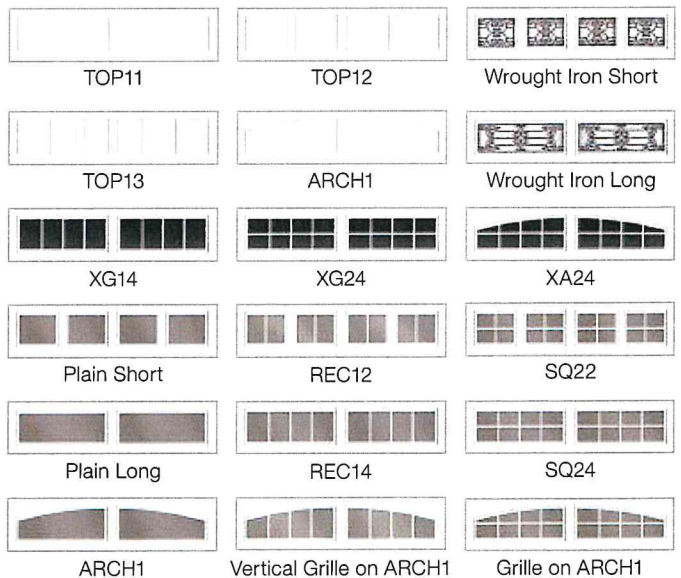 TOP11 TOP12 Wrought Iron Short
TOP13 ARCH1 Wrought Iron Long
XG14 XG24 XA24
Plain Short REC12 SQ22
Plain Long REC14 SQ24
ARCH1 Vertical Grille on ARCH1 Grille on ARCH1